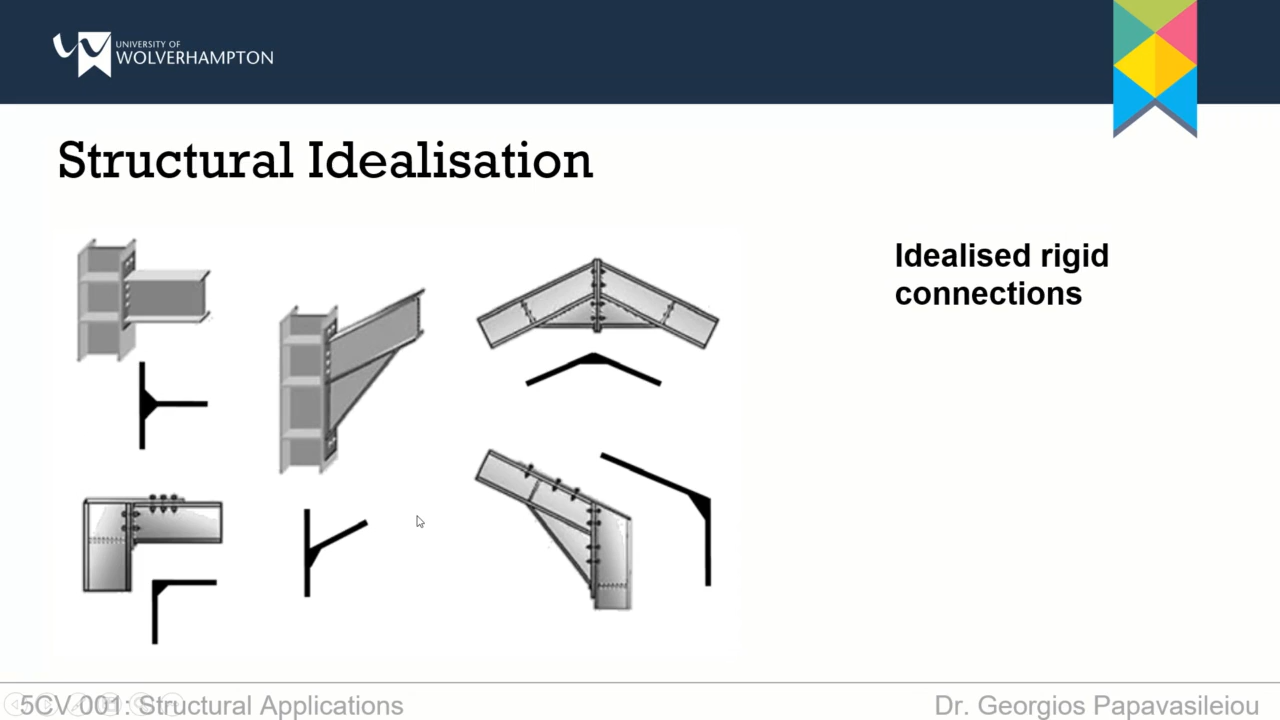 UNIVERSITY OF
WOLVERHAMPTON
Structural Idealisation
Idealised rigid
connections
5CV 001: Structural Applications
Dr. Georgios Papavasileiou